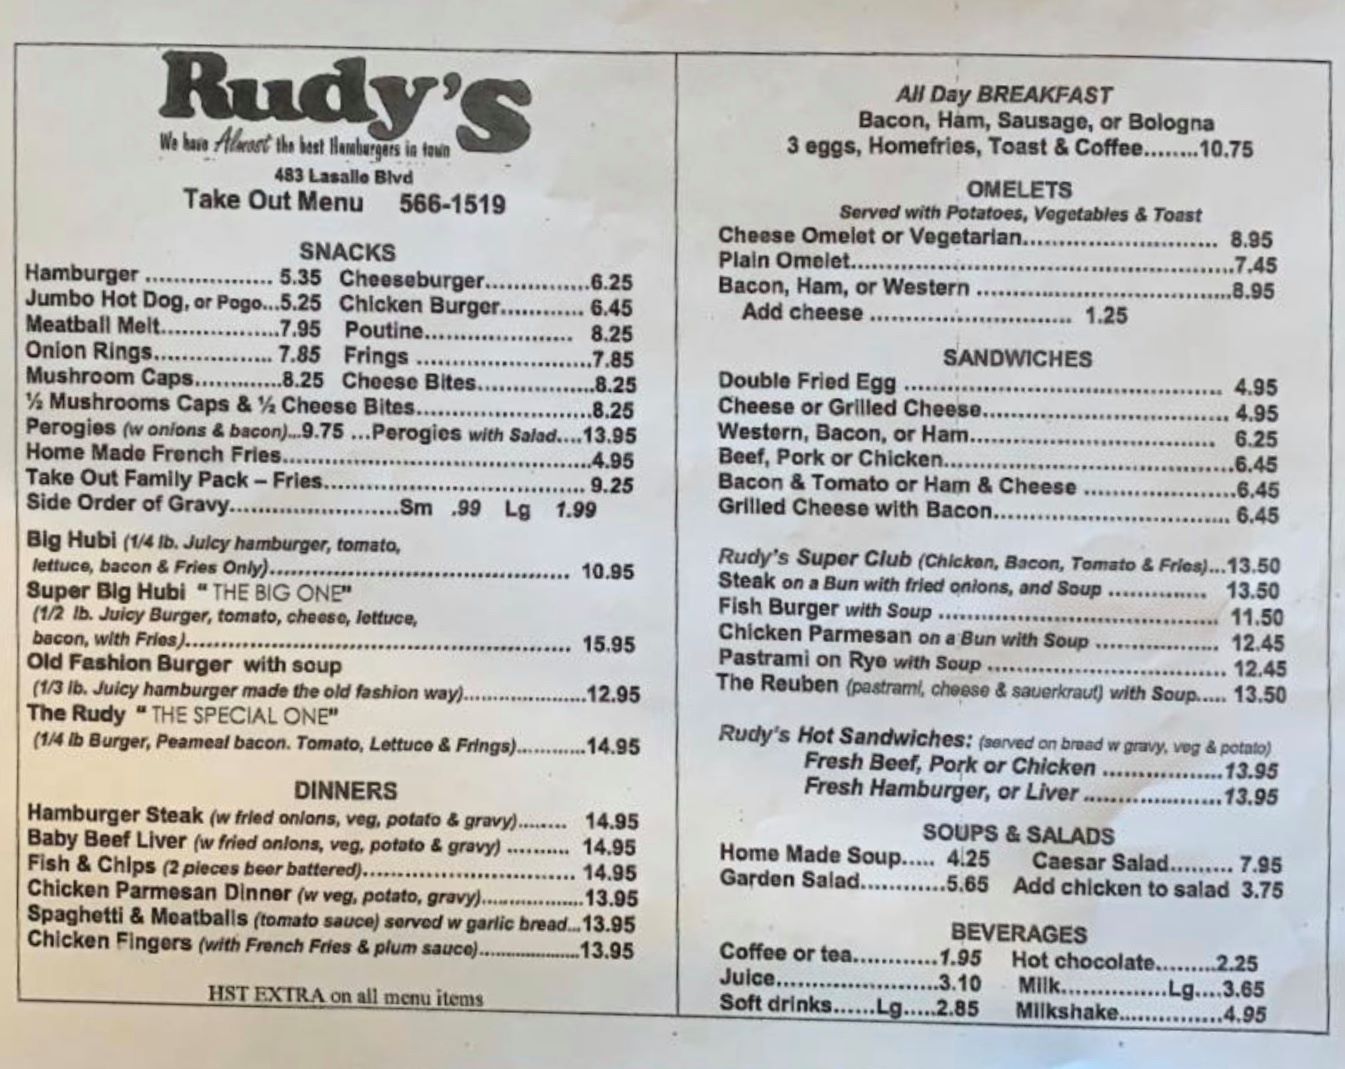 Rudy's
We have Almost the best Hamburgers in town
483 Lasalle Blvd
Take Out Menu 566-1519
SNACKS
Hamburger ................ 5.35 Cheeseburger................6.25
Jumbo Hot Dog, or Pogo...5.25 Chicken Burger............ 6.45
Meatball Melt................7.95 Poutine..................... 8.25
Onion Rings................ 7.85 Frings .........................7.85
Mushroom Caps............8.25 Cheese Bites.................8.25
½ Mushrooms Caps & ½ Cheese Bites........................8.25
Perogies (w onions & bacon)...9.75 ...Perogies with Salad....13.95
Home Made French Fries..........................................4.95
Take Out Family Pack – Fries................................... 9.25
Side Order of Gravy.......................Sm .99 Lg 1.99
Big Hubi (1/4 lb. Juicy hamburger, tomato,
lettuce, bacon & Fries Only)........................................ 10.95
Super Big Hubi " THE BIG ONE"
(1/2 lb. Juicy Burger, tomato, cheese, lettuce,
bacon, with Fries).................................................... 15.95
Old Fashion Burger with soup
(1/3 lb. Juicy hamburger made the old fashion way)..................12.95
The Rudy " THE SPECIAL ONE"
(1/4 lb Burger, Peameal bacon. Tomato, Lettuce & Frings)............14.95
DINNERS
Hamburger Steak (w fried onions, veg, potato & gravy)........ 14.95
Baby Beef Liver (w fried onions, veg, potato & gravy) .......... 14.95
Fish & Chips (2 pieces beer battered)............................. 14.95
Chicken Parmesan Dinner (w veg, potato, gravy)..................13.95
Spaghetti & Meatballs (tomato sauce) served w garlic bread...13.95
Chicken Fingers (with French Fries & plum sauce)....................13.95
HST EXTRA on all menu items
All Day BREAKFAST
Bacon, Ham, Sausage, or Bologna
3 eggs, Homefries, Toast & Coffee........10.75
OMELETS
Served with Potatoes, Vegetables & Toast
Cheese Omelet or Vegetarian.......................... 8.95
Plain Omelet....................................................7.45
Bacon, Ham, or Western ..................................8.95
Add cheese ........................... 1.25
SANDWICHES
Double Fried Egg ........................................... 4.95
Cheese or Grilled Cheese................................. 4.95
Western, Bacon, or Ham................................. 6.25
Beef, Pork or Chicken.......................................6.45
Bacon & Tomato or Ham & Cheese ....................6.45
Grilled Cheese with Bacon................................ 6.45
Rudy's Super Club (Chicken, Bacon, Tomato & Fries)...13.50
Steak on a Bun with fried onions, and Soup .............. 13.50
Fish Burger with Soup ...................................... 11.50
Chicken Parmesan on a Bun with Soup ................. 12.45
Pastrami on Rye with Soup ................................ 12.45
The Reuben (pastrami, cheese & sauerkraut) with Soup..... 13.50
Rudy's Hot Sandwiches: (served on bread w gravy, veg & potato)
Fresh Beef, Pork or Chicken ..................13.95
Fresh Hamburger, or Liver .....................13.95
SOUPS & SALADS
Home Made Soup..... 4.25 Caesar Salad......... 7.95
Garden Salad............5.65 Add chicken to salad 3.75
BEVERAGES
Coffee or tea............1.95 Hot chocolate.........2.25
Juice.......................3.10 Milk................Lg....3.65
Soft drinks......Lg.....2.85 Milkshake...............4.95